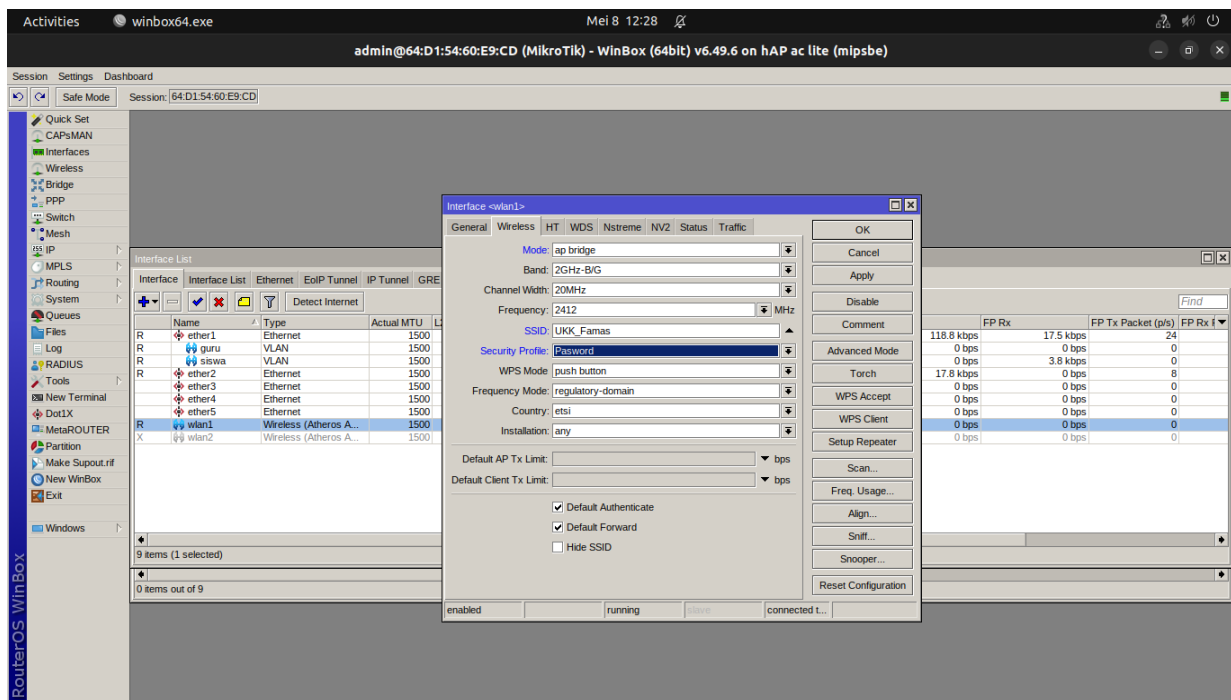 Activities winbox64.exe Mei 8 12:28
admin@64:D1:54:60:E9:CD (MikroTik) - WinBox (64bit) v6.49.6 on hAP ac lite (mipsbe)
Session Settings Dashboard
Safe Mode Session: 64:D1:54:60:E9:CD
Quick Set
CAPsMAN
Interfaces
Wireless
Bridge
PPP
Switch
Mesh
IP
MPLS
Routing
System
Queues
Files
Log
RADIUS
Tools
New Terminal
Dot1X
MetaROUTER
Partition
Make Supout.rif
New WinBox
Exit
Windows
RouterOS WinBox
Interface List
Interface Interface List Ethernet EoIP Tunnel IP Tunnel GRE
Detect Internet Find
Name Type Actual MTU FP Rx FP Tx Packet (p/s) FP Rx
R ether1 Ethernet 1500 118.8 kbps 17.5 kbps 24
R guru VLAN 1500 0 bps 0 bps 0
R siswa VLAN 1500 0 bps 3.8 kbps 0
R ether2 Ethernet 1500 17.8 kbps 0 bps 8
ether3 Ethernet 1500 0 bps 0 bps 0
ether4 Ethernet 1500 0 bps 0 bps 0
ether5 Ethernet 1500 0 bps 0 bps 0
R wlan1 Wireless (Atheros A... 1500 0 bps 0 bps 0
X wlan2 Wireless (Atheros A... 1500 0 bps 0 bps 0
9 items (1 selected)
0 items out of 9
Interface <wlan1>
General Wireless HT WDS Nstreme NV2 Status Traffic
Mode: ap bridge
Band: 2GHz-B/G
Channel Width: 20MHz
Frequency: 2412 MHz
SSID: UKK_Famas
Security Profile: Pasword
WPS Mode push button
Frequency Mode: regulatory-domain
Country: etsi
Installation: any
Default AP Tx Limit: bps
Default Client Tx Limit: bps
Default Authenticate
Default Forward
Hide SSID
OK
Cancel
Apply
Disable
Comment
Advanced Mode
Torch
WPS Accept
WPS Client
Setup Repeater
Scan...
Freq. Usage...
Align...
Sniff...
Snooper...
Reset Configuration
enabled running slave connected t...